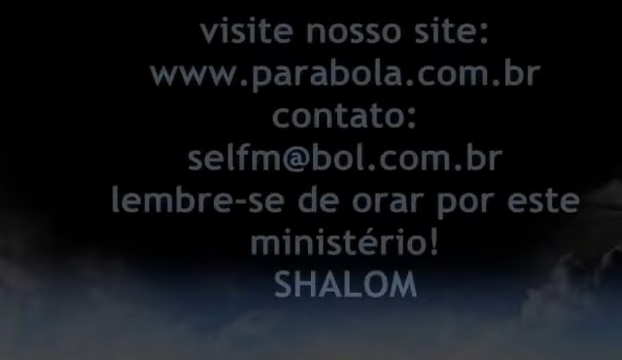 visite nosso site:
www.parabola.com.br
contato:
selfm@bol.com.br
lembre-se de orar por este
ministério!
SHALOM